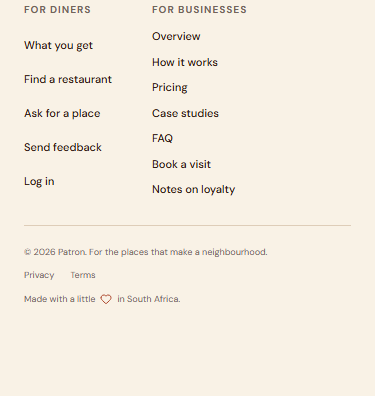 FOR DINERS
What you get
Find a restaurant
Ask for a place
Send feedback
Log in
FOR BUSINESSES
Overview
How it works
Pricing
Case studies
FAQ
Book a visit
Notes on loyalty
© 2026 Patron. For the places that make a neighbourhood.
Privacy Terms
Made with a little in South Africa.